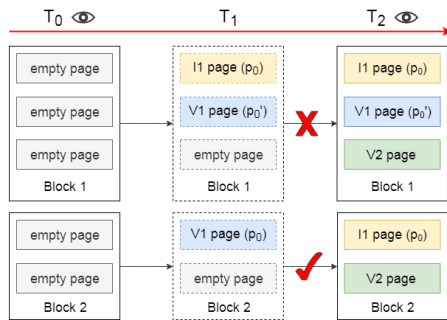 T₀ T₁ T₂
empty page I1 page (p₀) I1 page (p₀)
empty page V1 page (p₀') V1 page (p₀')
empty page empty page V2 page
Block 1 Block 1 Block 1
empty page V1 page (p₀) I1 page (p₀)
empty page empty page V2 page
Block 2 Block 2 Block 2